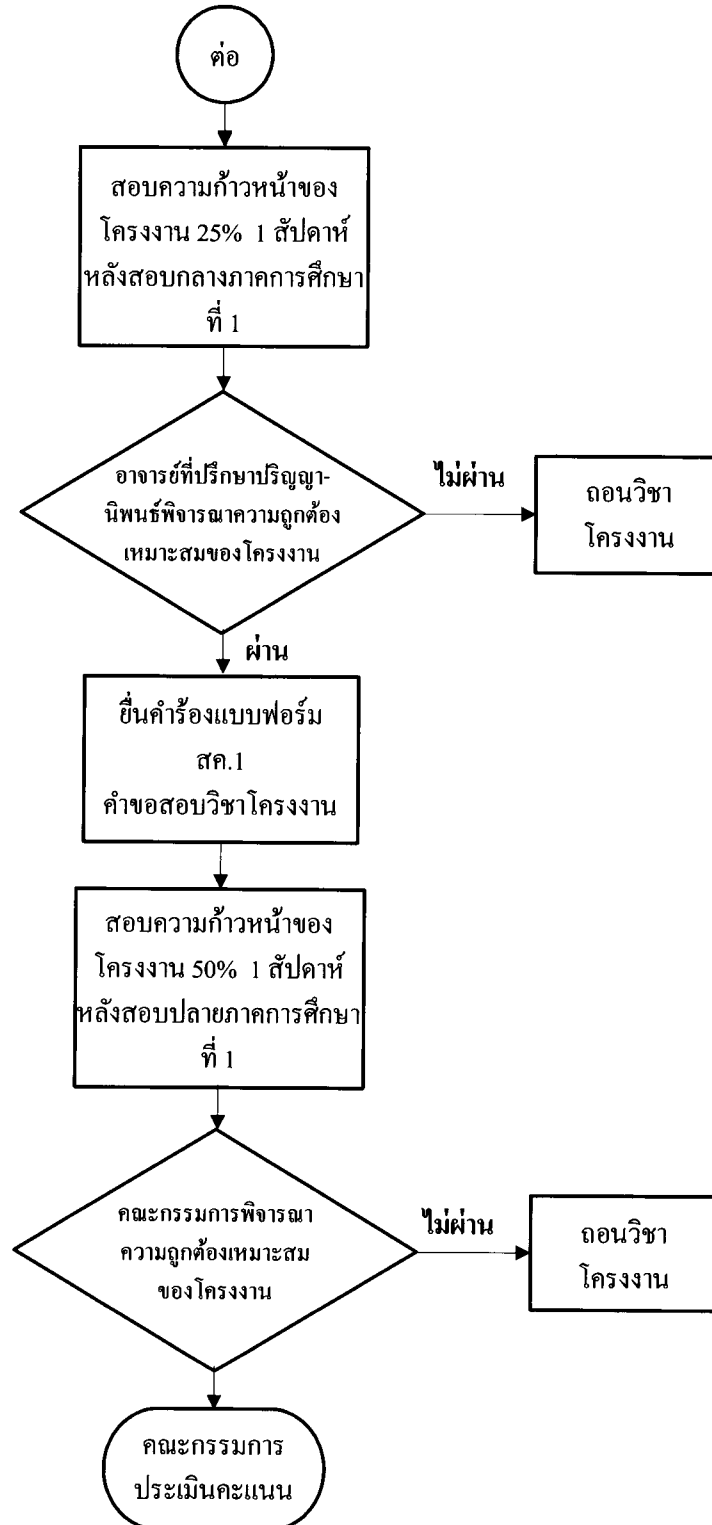 ต่อ
สอบความก้าวหน้าของ
โครงงาน 25% 1 สัปดาห์
หลังสอบกลางภาคการศึกษา
ที่ 1
อาจารย์ที่ปรึกษาปริญญา-
นิพนธ์พิจารณาความถูกต้อง
เหมาะสมของโครงงาน
ไม่ผ่าน
ถอนวิชา
โครงงาน
ผ่าน
ยื่นคำร้องแบบฟอร์ม
สค.1
คำขอสอบวิชาโครงงาน
สอบความก้าวหน้าของ
โครงงาน 50% 1 สัปดาห์
หลังสอบปลายภาคการศึกษา
ที่ 1
คณะกรรมการพิจารณา
ความถูกต้องเหมาะสม
ของโครงงาน
ไม่ผ่าน
ถอนวิชา
โครงงาน
คณะกรรมการ
ประเมินคะแนน